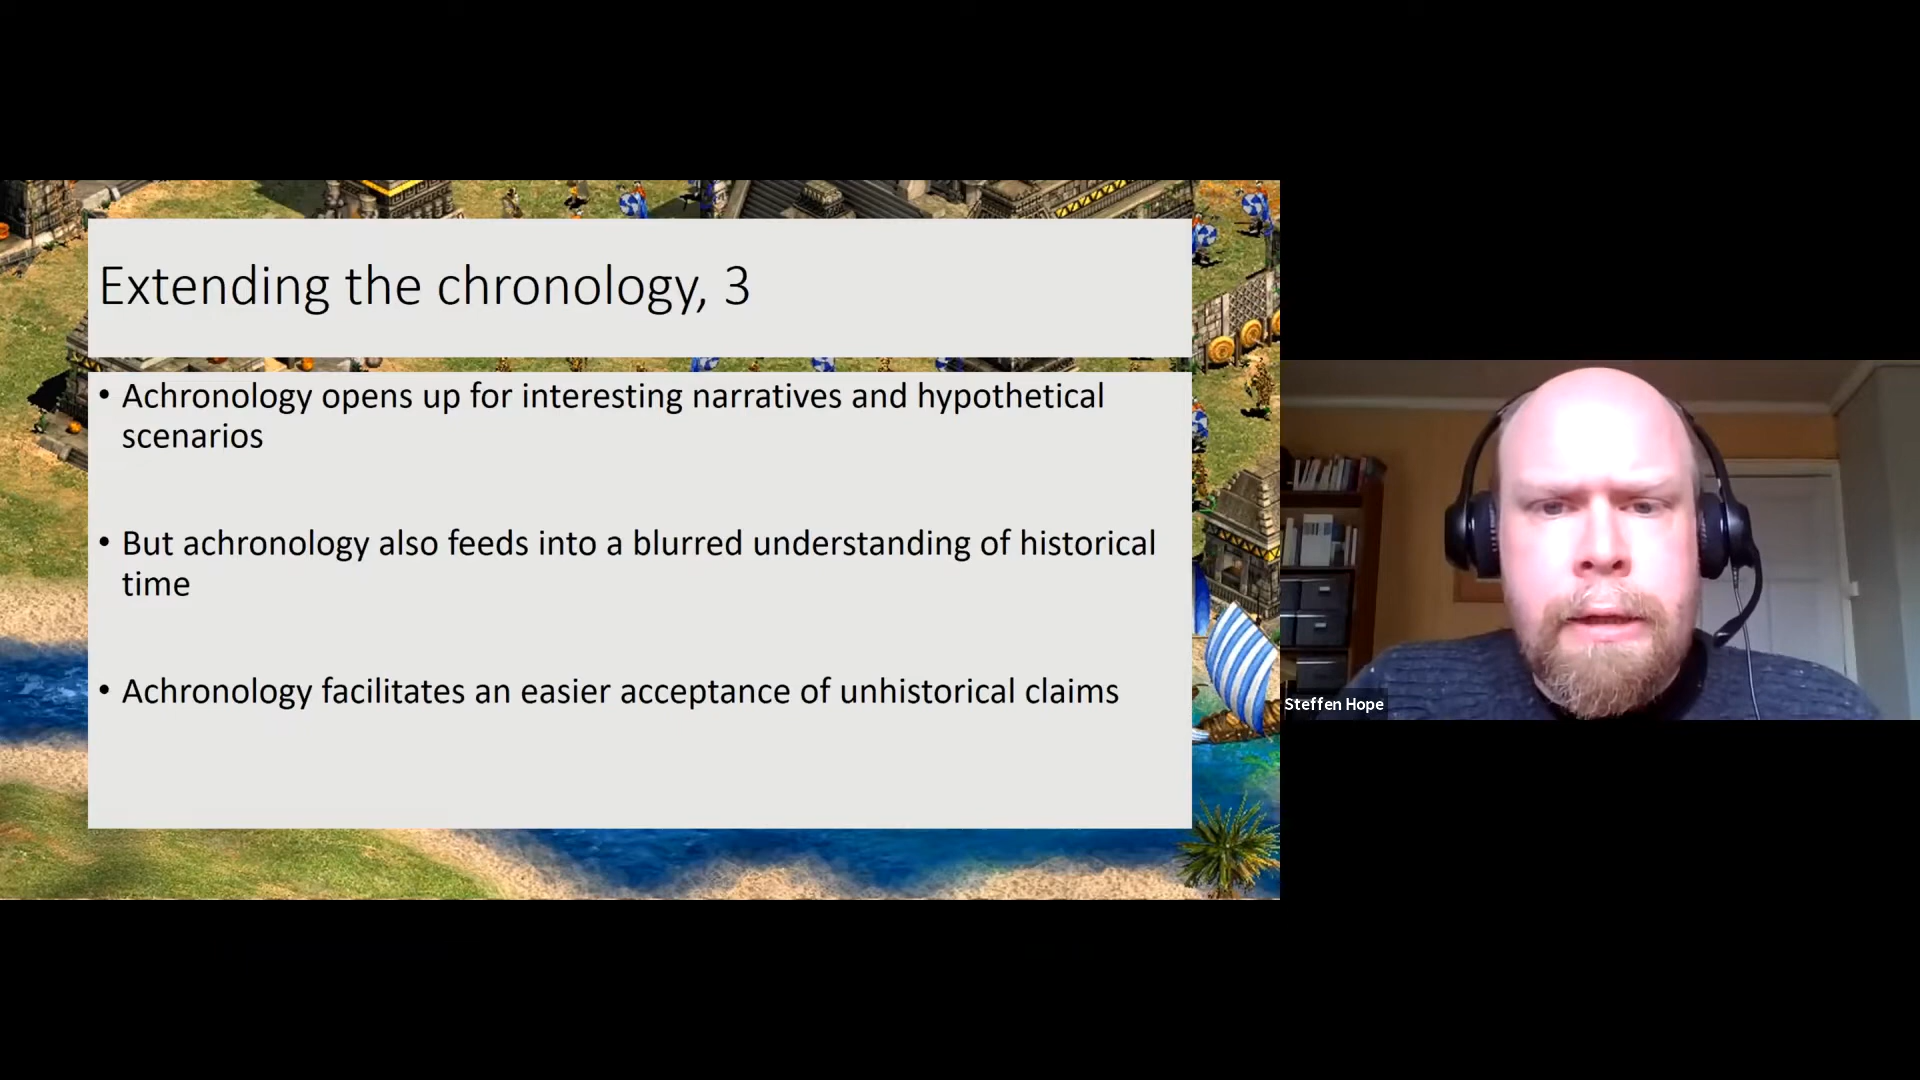 Extending the chronology, 3
• Achronology opens up for interesting narratives and hypothetical
scenarios
• But achronology also feeds into a blurred understanding of historical
time
• Achronology facilitates an easier acceptance of unhistorical claims
Steffen Hope